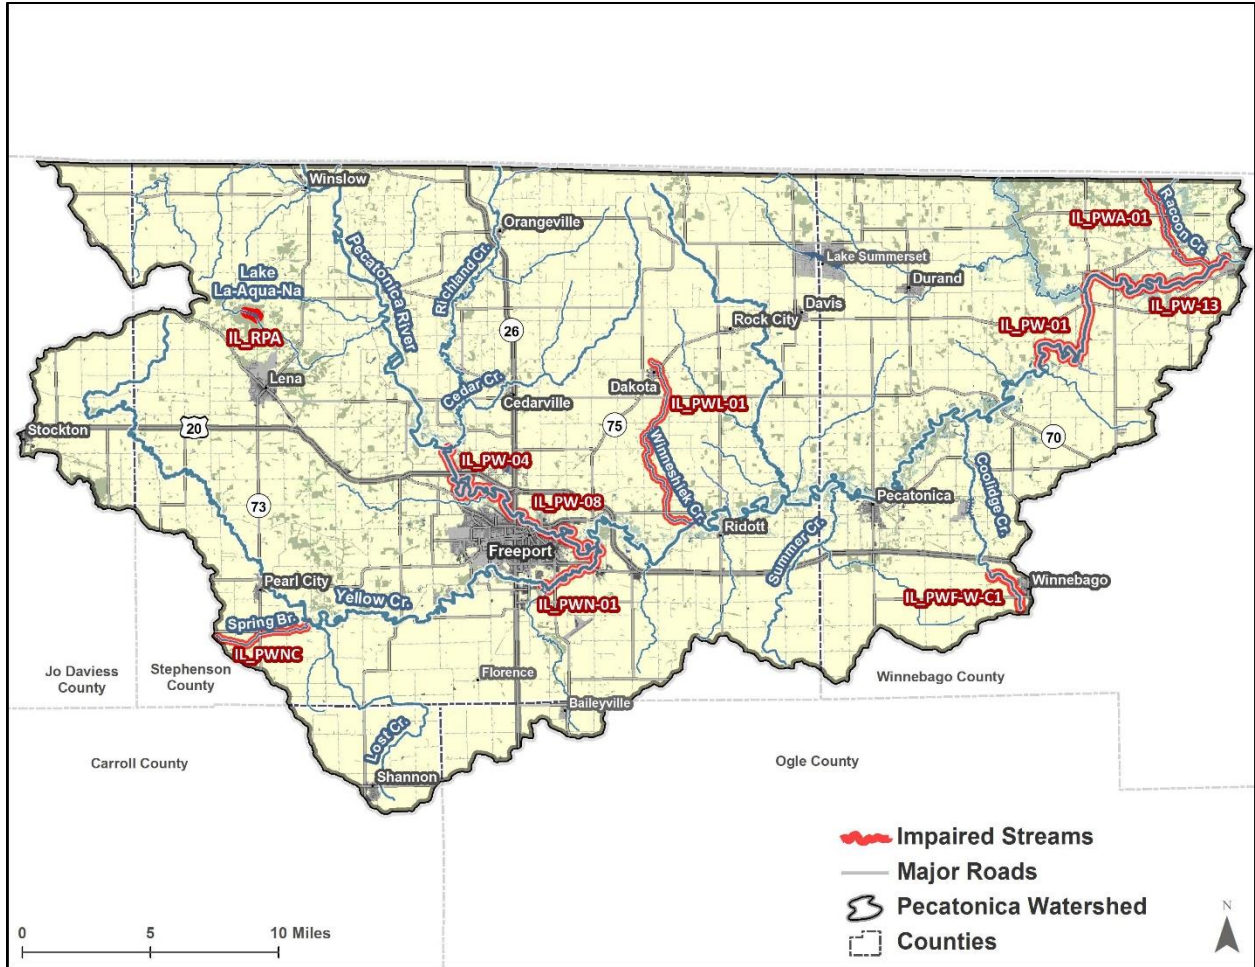 Winslow
Orangeville
Richland Cr.
Pecatonica River
IL_PWA-01
Racoon Cr.
Lake
La-Aqua-Na
IL_RPA
Lake Summerset
Durand
Davis
Rock City
IL_PW-13
IL_PW-01
26
Lena
Cedar Cr.
Cedarville
Dakota
IL_PWL-01
75
Winneshiek Cr.
Stockton
20
70
IL_PW-04
IL_PW-08
73
Freeport
Ridott
Pecatonica
Coolidge Cr.
Summer Cr.
Pearl City
Yellow Cr.
IL_PWN-01
Winnebago
IL_PWF-W-C1
Spring Br.
IL_PWNC
Jo Daviess
County
Stephenson
County
Florence
Winnebago County
Baileyville
Lost Cr.
Carroll County
Ogle County
Shannon
Impaired Streams
Major Roads
Pecatonica Watershed
Counties
N
0 5 10 Miles